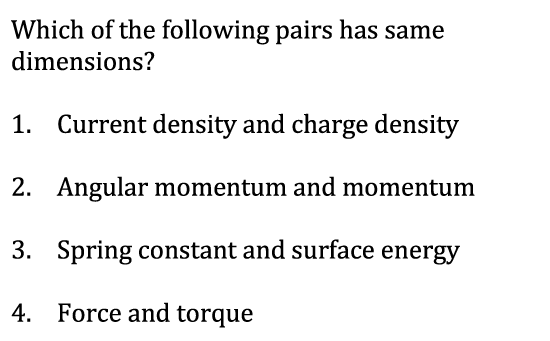 Which of the following pairs has same
dimensions?
1. Current density and charge density
2. Angular momentum and momentum
3. Spring constant and surface energy
4. Force and torque